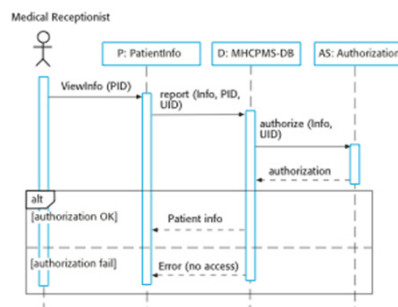 Medical Receptionist
P: PatientInfo
D: MHCPMS-DB
AS: Authorization
ViewInfo (PID)
report (Info, PID,
UID)
authorize (Info,
UID)
authorization
alt
[authorization OK]
Patient info
[authorization fail]
Error (no access)